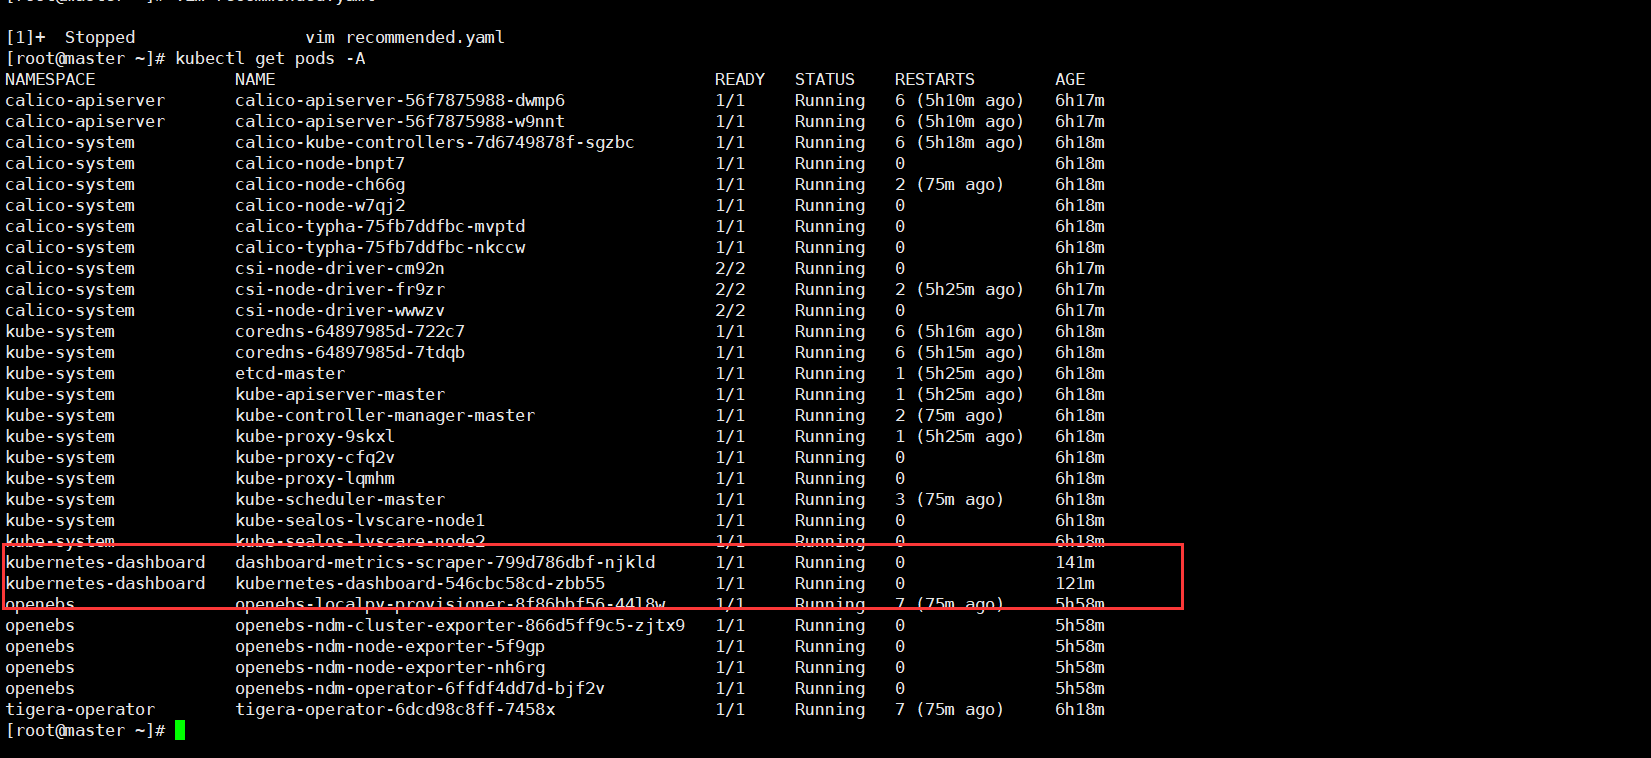 [root@master ~]# vim recommended.yaml
[1]+  Stopped                 vim recommended.yaml
[root@master ~]# kubectl get pods -A
NAMESPACE              NAME                                            READY   STATUS    RESTARTS        AGE
calico-apiserver       calico-apiserver-56f7875988-dwmp6               1/1     Running   6 (5h10m ago)   6h17m
calico-apiserver       calico-apiserver-56f7875988-w9nnt               1/1     Running   6 (5h10m ago)   6h17m
calico-system          calico-kube-controllers-7d6749878f-sgzbc        1/1     Running   6 (5h18m ago)   6h18m
calico-system          calico-node-bnpt7                               1/1     Running   0               6h18m
calico-system          calico-node-ch66g                               1/1     Running   2 (75m ago)     6h18m
calico-system          calico-node-w7qj2                               1/1     Running   0               6h18m
calico-system          calico-typha-75fb7ddfbc-mvptd                   1/1     Running   0               6h18m
calico-system          calico-typha-75fb7ddfbc-nkccw                   1/1     Running   0               6h18m
calico-system          csi-node-driver-cm92n                           2/2     Running   0               6h17m
calico-system          csi-node-driver-fr9zr                           2/2     Running   2 (5h25m ago)   6h17m
calico-system          csi-node-driver-wwwzv                           2/2     Running   0               6h17m
kube-system            coredns-64897985d-722c7                         1/1     Running   6 (5h16m ago)   6h18m
kube-system            coredns-64897985d-7tdqb                         1/1     Running   6 (5h15m ago)   6h18m
kube-system            etcd-master                                     1/1     Running   1 (5h25m ago)   6h18m
kube-system            kube-apiserver-master                           1/1     Running   1 (5h25m ago)   6h18m
kube-system            kube-controller-manager-master                  1/1     Running   2 (75m ago)     6h18m
kube-system            kube-proxy-9skxl                                1/1     Running   1 (5h25m ago)   6h18m
kube-system            kube-proxy-cfq2v                                1/1     Running   0               6h18m
kube-system            kube-proxy-lqmhm                                1/1     Running   0               6h18m
kube-system            kube-scheduler-master                           1/1     Running   3 (75m ago)     6h18m
kube-system            kube-sealos-lvscare-node1                       1/1     Running   0               6h18m
kube-system            kube-sealos-lvscare-node2                       1/1     Running   0               6h18m
kubernetes-dashboard   dashboard-metrics-scraper-799d786dbf-njkld      1/1     Running   0               141m
kubernetes-dashboard   kubernetes-dashboard-546cbc58cd-zbb55           1/1     Running   0               121m
openebs                openebs-localpv-provisioner-8f86bbf56-44l8w     1/1     Running   7 (75m ago)     5h58m
openebs                openebs-ndm-cluster-exporter-866d5ff9c5-zjtx9   1/1     Running   0               5h58m
openebs                openebs-ndm-node-exporter-5f9gp                 1/1     Running   0               5h58m
openebs                openebs-ndm-node-exporter-nh6rg                 1/1     Running   0               5h58m
openebs                openebs-ndm-operator-6ffdf4dd7d-bjf2v           1/1     Running   0               5h58m
tigera-operator        tigera-operator-6dcd98c8ff-7458x                1/1     Running   7 (75m ago)     6h18m
[root@master ~]#